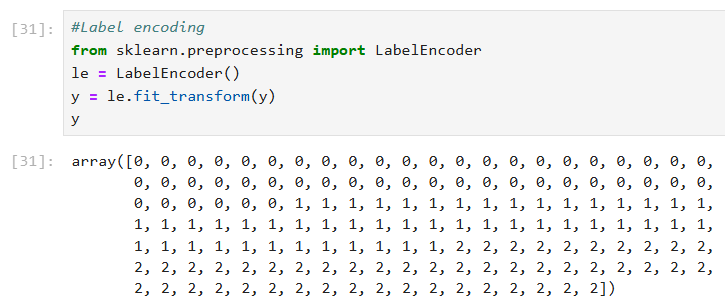 [31]: #Label encoding
from sklearn.preprocessing import LabelEncoder
le = LabelEncoder()
y = le.fit_transform(y)
y
[31]: array([0, 0, 0, 0, 0, 0, 0, 0, 0, 0, 0, 0, 0, 0, 0, 0, 0, 0, 0, 0, 0, 0,
0, 0, 0, 0, 0, 0, 0, 0, 0, 0, 0, 0, 0, 0, 0, 0, 0, 0, 0, 0, 0, 0,
0, 0, 0, 0, 0, 0, 1, 1, 1, 1, 1, 1, 1, 1, 1, 1, 1, 1, 1, 1, 1, 1,
1, 1, 1, 1, 1, 1, 1, 1, 1, 1, 1, 1, 1, 1, 1, 1, 1, 1, 1, 1, 1, 1,
1, 1, 1, 1, 1, 1, 1, 1, 1, 1, 1, 1, 2, 2, 2, 2, 2, 2, 2, 2, 2, 2,
2, 2, 2, 2, 2, 2, 2, 2, 2, 2, 2, 2, 2, 2, 2, 2, 2, 2, 2, 2, 2, 2,
2, 2, 2, 2, 2, 2, 2, 2, 2, 2, 2, 2, 2, 2, 2, 2, 2, 2])